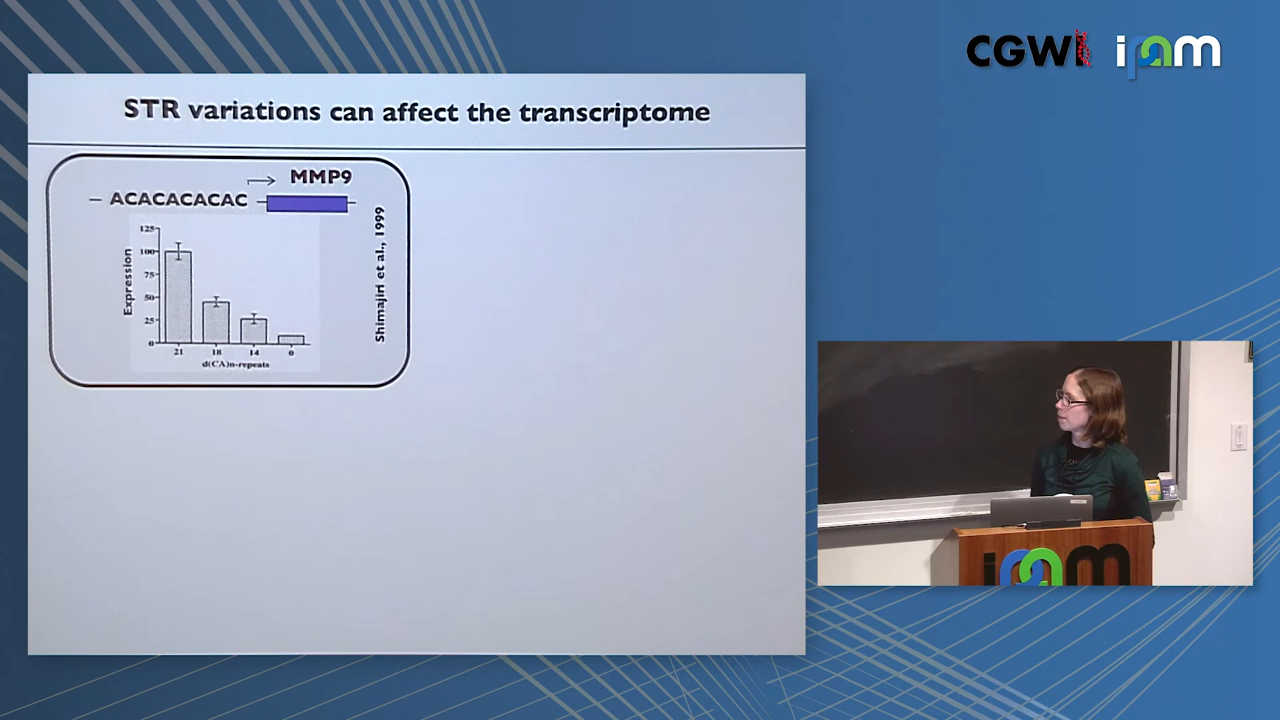 CGWI ipam
STR variations can affect the transcriptome
MMP9
– ACACACACAC
Shimajiri et al., 1999
Expression
125
100
75
50
25
0
21 18 14 0
d(CA)n-repeats
ipam